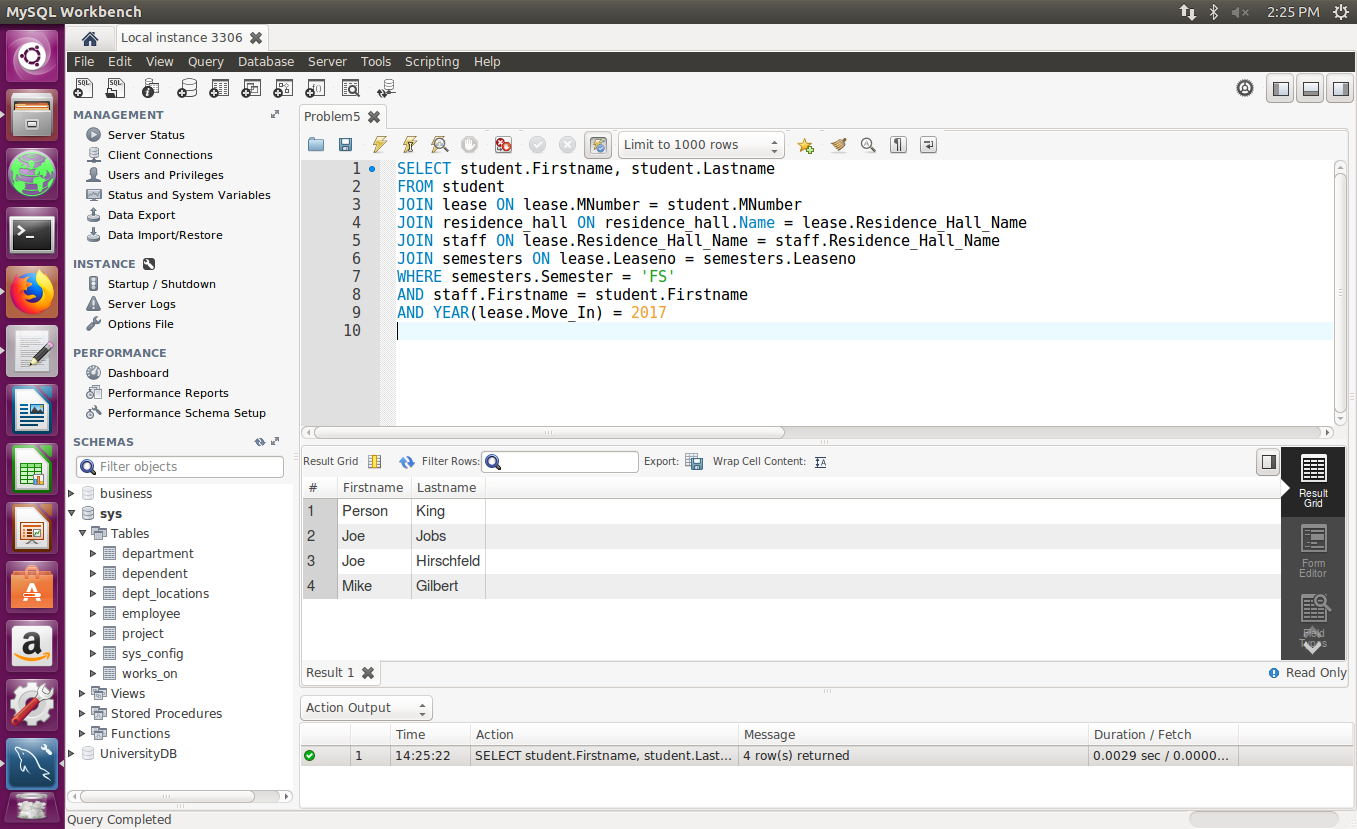 MySQL Workbench
2:25 PM
Local instance 3306
File Edit View Query Database Server Tools Scripting Help
MANAGEMENT
Server Status
Client Connections
Users and Privileges
Status and System Variables
Data Export
Data Import/Restore
INSTANCE
Startup / Shutdown
Server Logs
Options File
PERFORMANCE
Dashboard
Performance Reports
Performance Schema Setup
SCHEMAS
Filter objects
business
sys
Tables
department
dependent
dept_locations
employee
project
sys_config
works_on
Views
Stored Procedures
Functions
UniversityDB
Problem5
Limit to 1000 rows
1 SELECT student.Firstname, student.Lastname
2 FROM student
3 JOIN lease ON lease.MNumber = student.MNumber
4 JOIN residence_hall ON residence_hall.Name = lease.Residence_Hall_Name
5 JOIN staff ON lease.Residence_Hall_Name = staff.Residence_Hall_Name
6 JOIN semesters ON lease.Leaseno = semesters.Leaseno
7 WHERE semesters.Semester = 'FS'
8 AND staff.Firstname = student.Firstname
9 AND YEAR(lease.Move_In) = 2017
10
Result Grid Filter Rows: Export: Wrap Cell Content:
# Firstname Lastname
1 Person King
2 Joe Jobs
3 Joe Hirschfeld
4 Mike Gilbert
Result
Grid
Form
Editor
Field
Types
Result 1
Read Only
Action Output
Time Action Message Duration / Fetch
1 14:25:22 SELECT student.Firstname, student.Last... 4 row(s) returned 0.0029 sec / 0.0000...
Query Completed